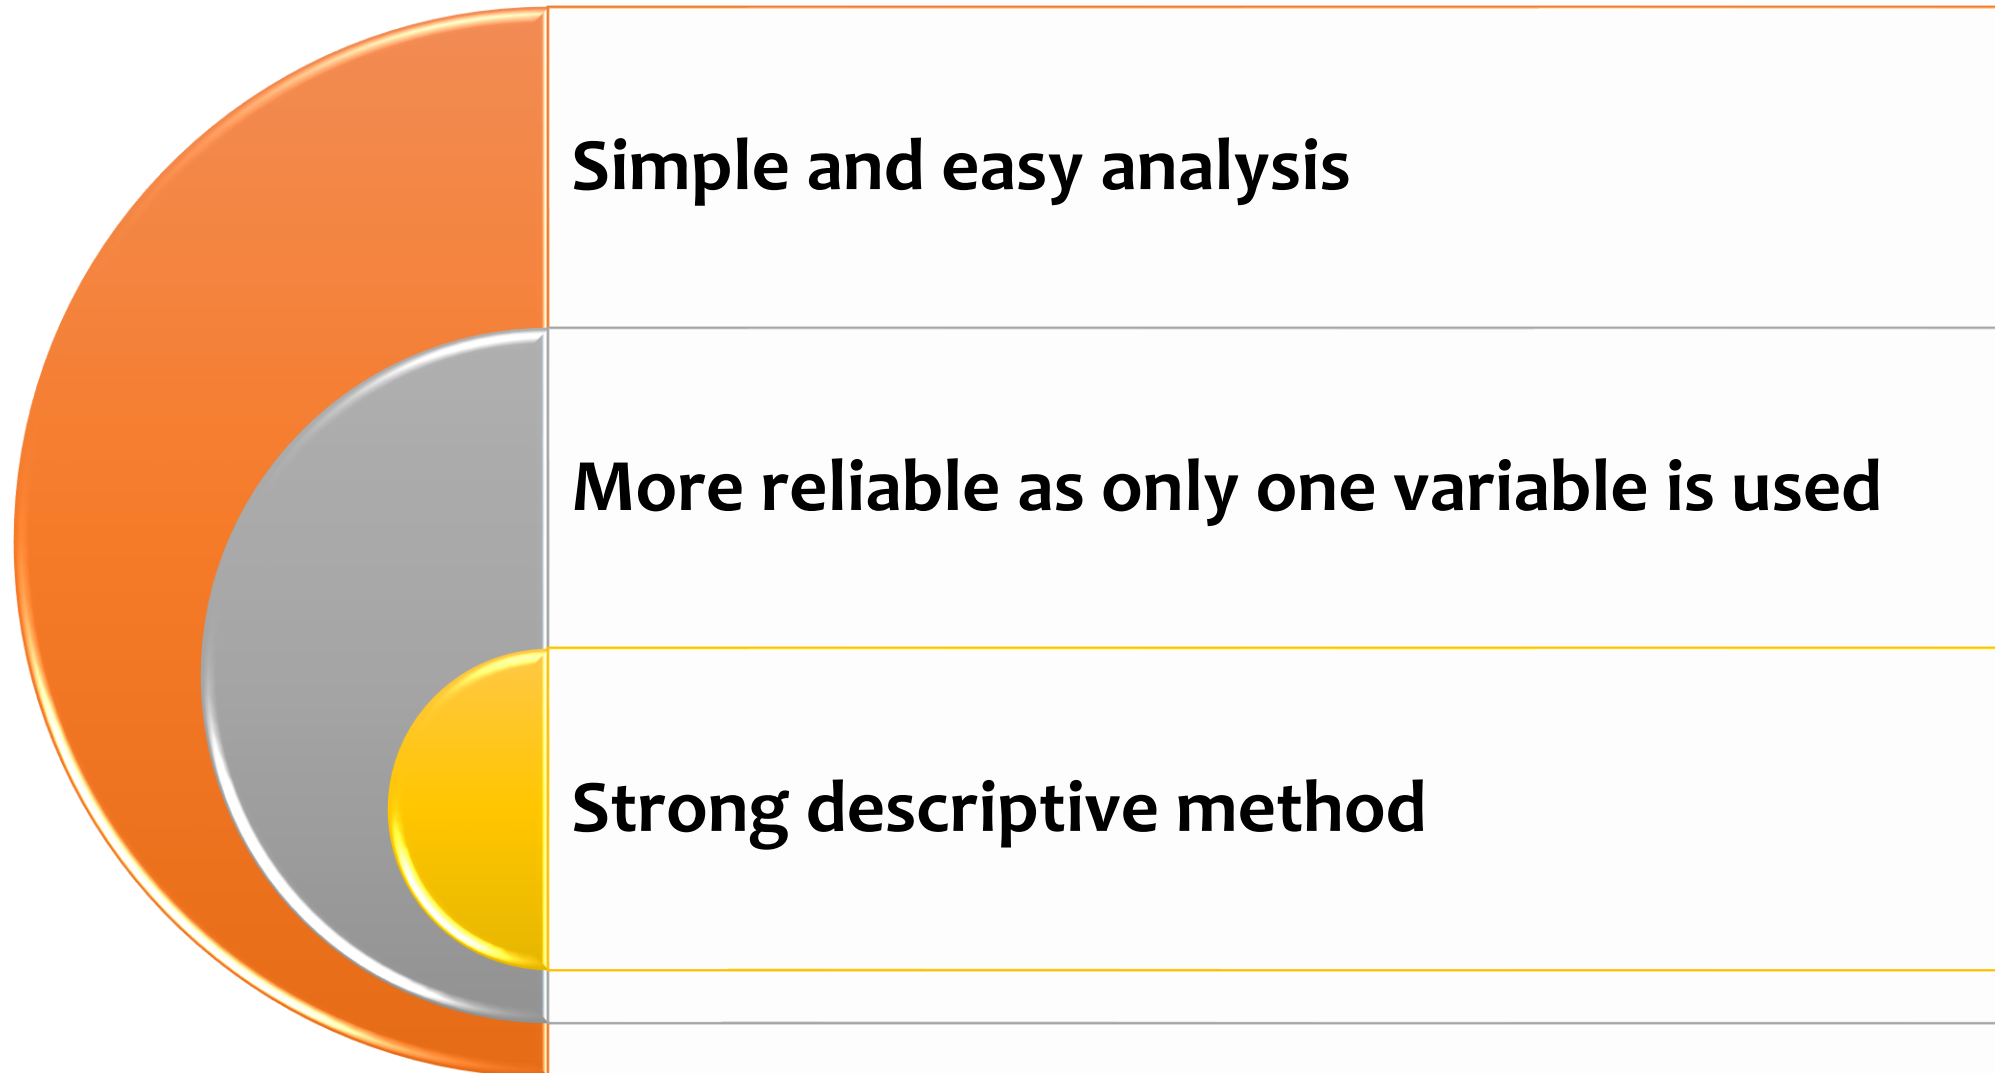 Simple and easy analysis
More reliable as only one variable is used
Strong descriptive method